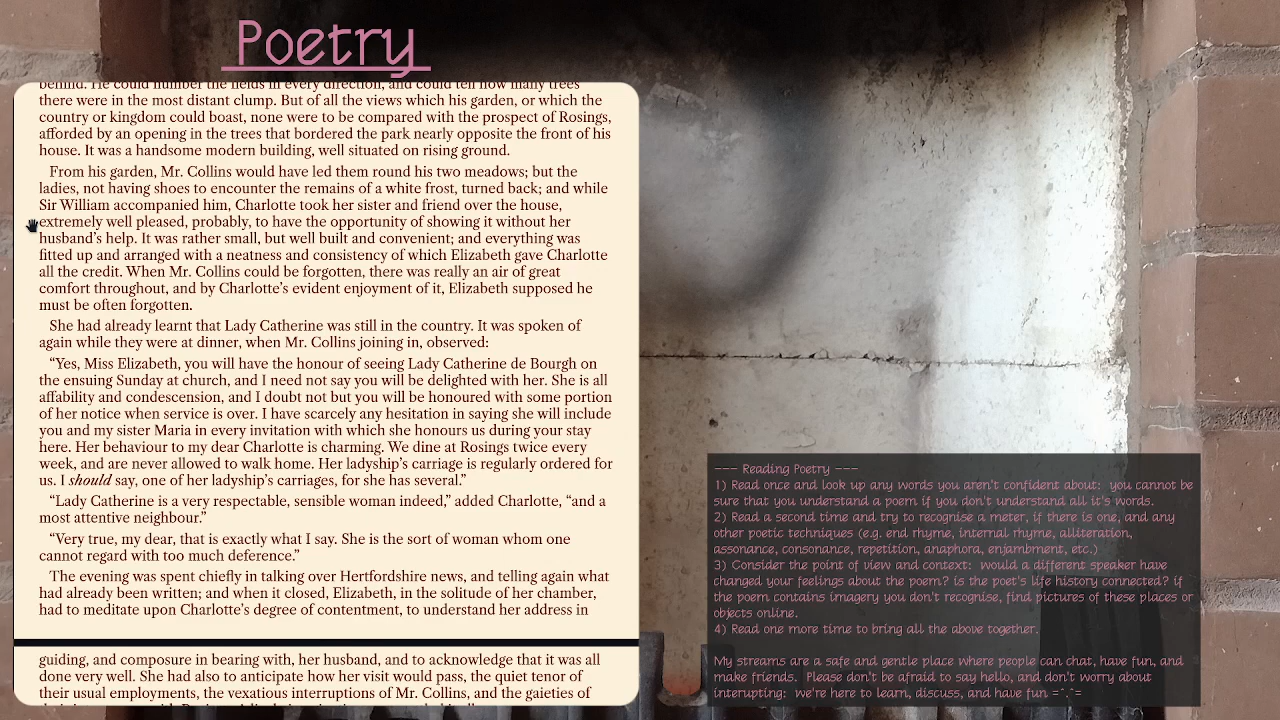 Poetry
behind. He could number the fields in every direction, and could tell how many trees
there were in the most distant clump. But of all the views which his garden, or which the
country or kingdom could boast, none were to be compared with the prospect of Rosings,
afforded by an opening in the trees that bordered the park nearly opposite the front of his
house. It was a handsome modern building, well situated on rising ground.
From his garden, Mr. Collins would have led them round his two meadows; but the
ladies, not having shoes to encounter the remains of a white frost, turned back; and while
Sir William accompanied him, Charlotte took her sister and friend over the house,
extremely well pleased, probably, to have the opportunity of showing it without her
husband’s help. It was rather small, but well built and convenient; and everything was
fitted up and arranged with a neatness and consistency of which Elizabeth gave Charlotte
all the credit. When Mr. Collins could be forgotten, there was really an air of great
comfort throughout, and by Charlotte’s evident enjoyment of it, Elizabeth supposed he
must be often forgotten.
She had already learnt that Lady Catherine was still in the country. It was spoken of
again while they were at dinner, when Mr. Collins joining in, observed:
“Yes, Miss Elizabeth, you will have the honour of seeing Lady Catherine de Bourgh on
the ensuing Sunday at church, and I need not say you will be delighted with her. She is all
affability and condescension, and I doubt not but you will be honoured with some portion
of her notice when service is over. I have scarcely any hesitation in saying she will include
you and my sister Maria in every invitation with which she honours us during your stay
here. Her behaviour to my dear Charlotte is charming. We dine at Rosings twice every
week, and are never allowed to walk home. Her ladyship’s carriage is regularly ordered for
us. I should say, one of her ladyship’s carriages, for she has several.”
“Lady Catherine is a very respectable, sensible woman indeed,” added Charlotte, “and a
most attentive neighbour.”
“Very true, my dear, that is exactly what I say. She is the sort of woman whom one
cannot regard with too much deference.”
The evening was spent chiefly in talking over Hertfordshire news, and telling again what
had already been written; and when it closed, Elizabeth, in the solitude of her chamber,
had to meditate upon Charlotte’s degree of contentment, to understand her address in
guiding, and composure in bearing with, her husband, and to acknowledge that it was all
done very well. She had also to anticipate how her visit would pass, the quiet tenor of
their usual employments, the vexatious interruptions of Mr. Collins, and the gaieties of
--- Reading Poetry ---
1) Read once and look up any words you aren't confident about: you cannot be
sure that you understand a poem if you don't understand all it's words.
2) Read a second time and try to recognise a meter, if there is one, and any
other poetic techniques (e.g. end rhyme, internal rhyme, alliteration,
assonance, consonance, repetition, anaphora, enjambment, etc.)
3) Consider the point of view and context: would a different speaker have
changed your feelings about the poem? is the poet's life history connected? if
the poem contains imagery you don't recognise, find pictures of these places or
objects online.
4) Read one more time to bring all the above together.
My streams are a safe and gentle place where people can chat, have fun, and
make friends. Please don't be afraid to say hello, and don't worry about
interupting: we're here to learn, discuss, and have fun =^.^=